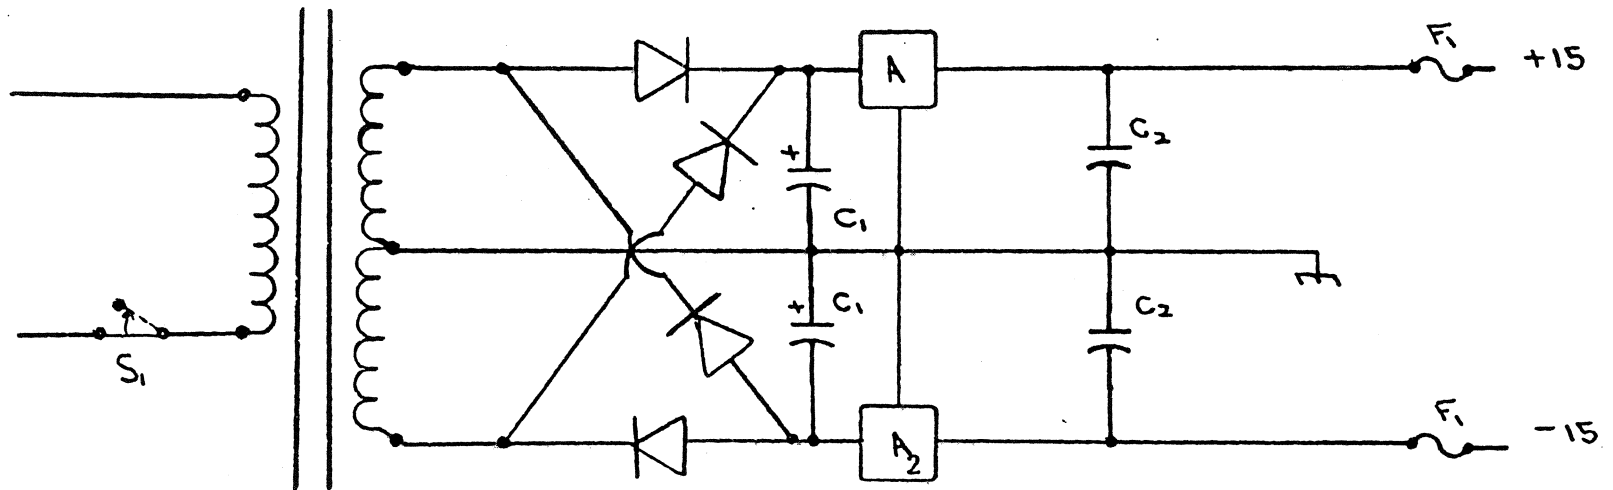 F₁ +15
A
C₂
+
C₁
+ C₁
C₂
S₁
F₁ -15
A₂